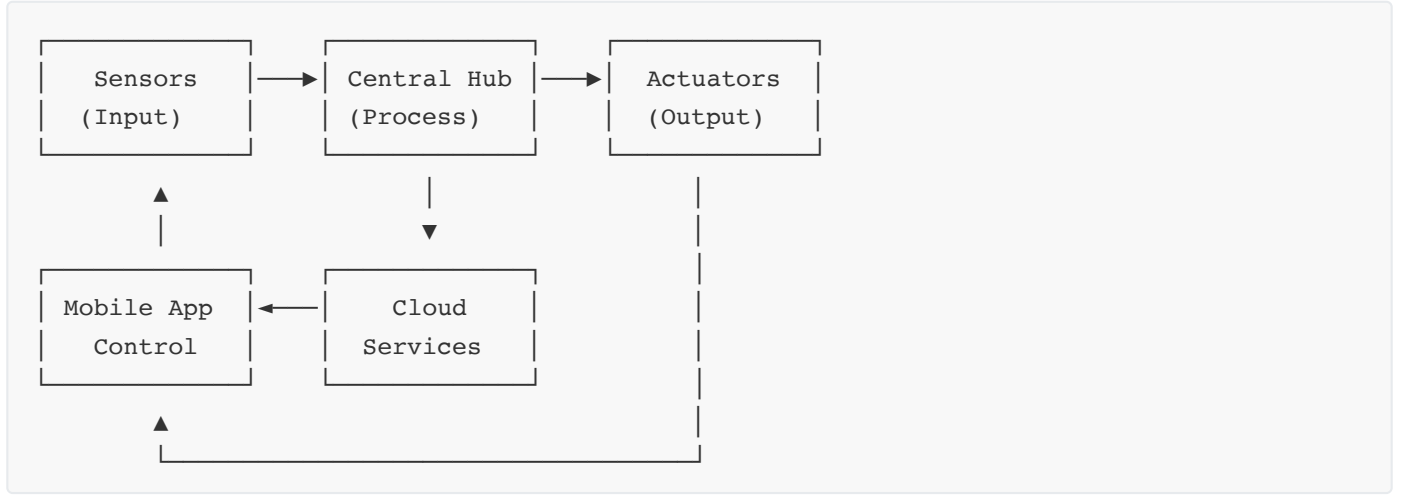 Sensors
(Input)
Central Hub
(Process)
Actuators
(Output)
Mobile App
Control
Cloud
Services